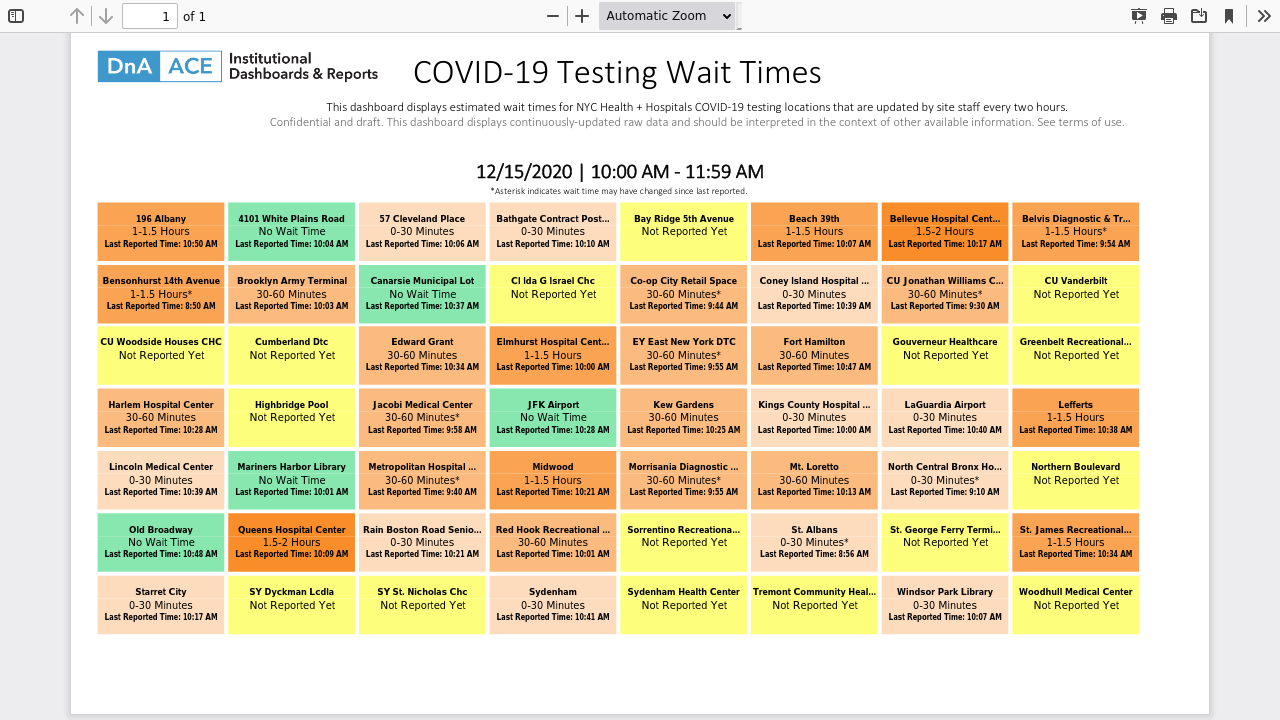 1
of 1
Automatic Zoom
DnA ACE Institutional
Dashboards & Reports
COVID-19 Testing Wait Times
This dashboard displays estimated wait times for NYC Health + Hospitals COVID-19 testing locations that are updated by site staff every two hours.
Confidential and draft. This dashboard displays continuously-updated raw data and should be interpreted in the context of other available information. See terms of use.
12/15/2020 | 10:00 AM - 11:59 AM
*Asterisk indicates wait time may have changed since last reported.
196 Albany
1-1.5 Hours
Last Reported Time: 10:50 AM
4101 White Plains Road
No Wait Time
Last Reported Time: 10:04 AM
57 Cleveland Place
0-30 Minutes
Last Reported Time: 10:06 AM
Bathgate Contract Post...
0-30 Minutes
Last Reported Time: 10:10 AM
Bay Ridge 5th Avenue
Not Reported Yet
Beach 39th
1-1.5 Hours
Last Reported Time: 10:07 AM
Bellevue Hospital Cent...
1.5-2 Hours
Last Reported Time: 10:17 AM
Belvis Diagnostic & Tr...
1-1.5 Hours*
Last Reported Time: 9:54 AM
Bensonhurst 14th Avenue
1-1.5 Hours*
Last Reported Time: 8:50 AM
Brooklyn Army Terminal
30-60 Minutes
Last Reported Time: 10:03 AM
Canarsie Municipal Lot
No Wait Time
Last Reported Time: 10:37 AM
Cl Ida G Israel Chc
Not Reported Yet
Co-op City Retail Space
30-60 Minutes*
Last Reported Time: 9:44 AM
Coney Island Hospital ...
0-30 Minutes
Last Reported Time: 10:39 AM
CU Jonathan Williams C...
30-60 Minutes*
Last Reported Time: 9:30 AM
CU Vanderbilt
Not Reported Yet
CU Woodside Houses CHC
Not Reported Yet
Cumberland Dtc
Not Reported Yet
Edward Grant
30-60 Minutes
Last Reported Time: 10:34 AM
Elmhurst Hospital Cent...
1-1.5 Hours
Last Reported Time: 10:00 AM
EY East New York DTC
30-60 Minutes*
Last Reported Time: 9:55 AM
Fort Hamilton
30-60 Minutes
Last Reported Time: 10:47 AM
Gouverneur Healthcare
Not Reported Yet
Greenbelt Recreational...
Not Reported Yet
Harlem Hospital Center
30-60 Minutes
Last Reported Time: 10:28 AM
Highbridge Pool
Not Reported Yet
Jacobi Medical Center
30-60 Minutes*
Last Reported Time: 9:58 AM
JFK Airport
No Wait Time
Last Reported Time: 10:28 AM
Kew Gardens
30-60 Minutes
Last Reported Time: 10:25 AM
Kings County Hospital ...
0-30 Minutes
Last Reported Time: 10:00 AM
LaGuardia Airport
0-30 Minutes
Last Reported Time: 10:40 AM
Lefferts
1-1.5 Hours
Last Reported Time: 10:38 AM
Lincoln Medical Center
0-30 Minutes
Last Reported Time: 10:39 AM
Mariners Harbor Library
No Wait Time
Last Reported Time: 10:01 AM
Metropolitan Hospital ...
30-60 Minutes*
Last Reported Time: 9:40 AM
Midwood
1-1.5 Hours
Last Reported Time: 10:21 AM
Morrisania Diagnostic ...
30-60 Minutes*
Last Reported Time: 9:55 AM
Mt. Loretto
30-60 Minutes
Last Reported Time: 10:13 AM
North Central Bronx Ho...
0-30 Minutes*
Last Reported Time: 9:10 AM
Northern Boulevard
Not Reported Yet
Old Broadway
No Wait Time
Last Reported Time: 10:48 AM
Queens Hospital Center
1.5-2 Hours
Last Reported Time: 10:09 AM
Rain Boston Road Senio...
0-30 Minutes
Last Reported Time: 10:21 AM
Red Hook Recreational ...
30-60 Minutes
Last Reported Time: 10:01 AM
Sorrentino Recreationa...
Not Reported Yet
St. Albans
0-30 Minutes*
Last Reported Time: 8:56 AM
St. George Ferry Termi...
Not Reported Yet
St. James Recreational...
1-1.5 Hours
Last Reported Time: 10:34 AM
Starret City
0-30 Minutes
Last Reported Time: 10:17 AM
SY Dyckman Lcdla
Not Reported Yet
SY St. Nicholas Chc
Not Reported Yet
Sydenham
0-30 Minutes
Last Reported Time: 10:41 AM
Sydenham Health Center
Not Reported Yet
Tremont Community Heal...
Not Reported Yet
Windsor Park Library
0-30 Minutes
Last Reported Time: 10:07 AM
Woodhull Medical Center
Not Reported Yet